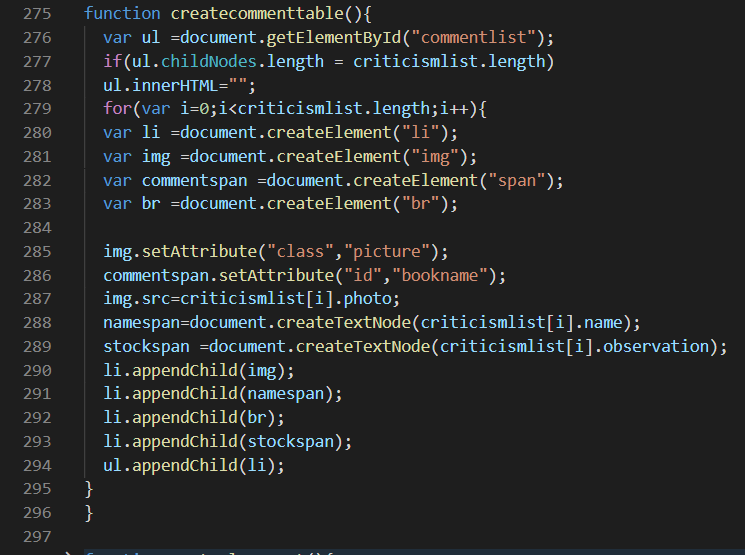 275 function createcommenttable(){
276 var ul =document.getElementById("commentlist");
277 if(ul.childNodes.length = criticismlist.length)
278 ul.innerHTML="";
279 for(var i=0;i<criticismlist.length;i++){
280 var li =document.createElement("li");
281 var img =document.createElement("img");
282 var commentspan =document.createElement("span");
283 var br =document.createElement("br");
284
285 img.setAttribute("class","picture");
286 commentspan.setAttribute("id","bookname");
287 img.src=criticismlist[i].photo;
288 namespan=document.createTextNode(criticismlist[i].name);
289 stockspan =document.createTextNode(criticismlist[i].observation);
290 li.appendChild(img);
291 li.appendChild(namespan);
292 li.appendChild(br);
293 li.appendChild(stockspan);
294 ul.appendChild(li);
295 }
296 }
297